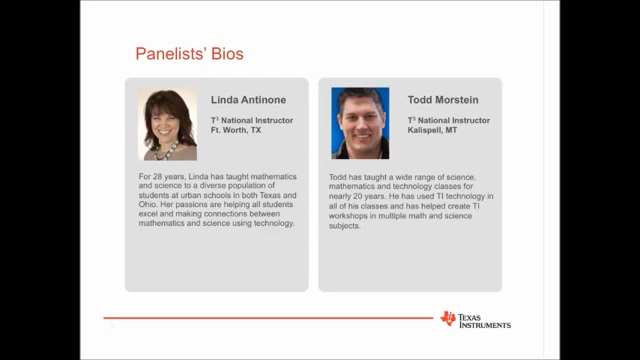 Panelists' Bios
Linda Antinone
T³ National Instructor
Ft. Worth, TX
For 28 years, Linda has taught mathematics
and science to a diverse population of
students at urban schools in both Texas and
Ohio. Her passions are helping all students
excel and making connections between
mathematics and science using technology.
Todd Morstein
T³ National Instructor
Kalispell, MT
Todd has taught a wide range of science,
mathematics and technology classes for
nearly 20 years. He has used TI technology in
all of his classes and has helped create TI
workshops in multiple math and science
subjects.
TEXAS
INSTRUMENTS